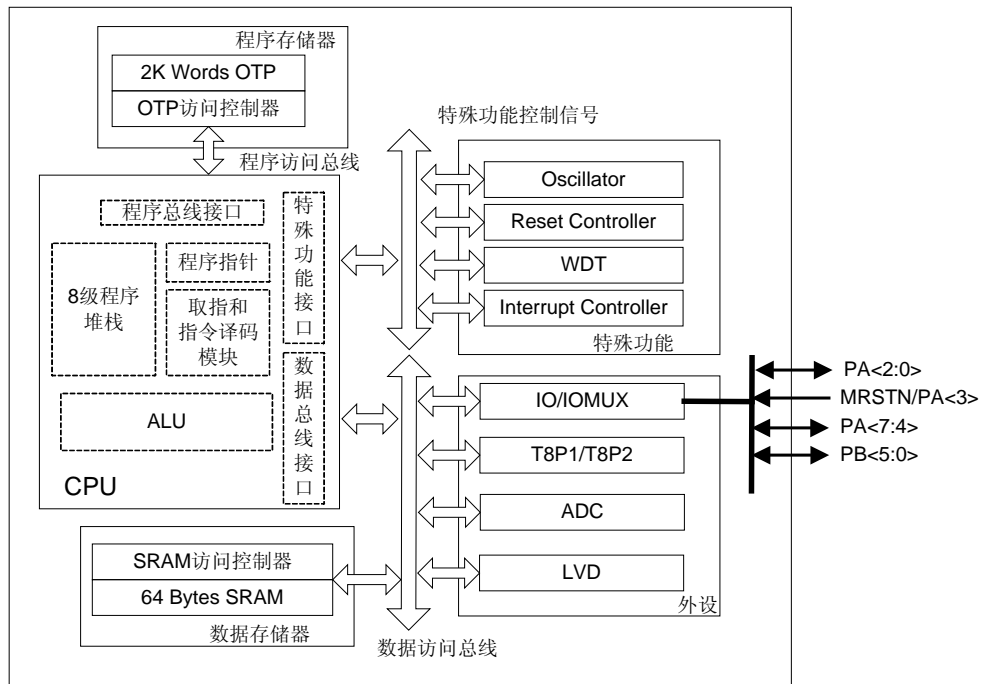 程序存储器
2K Words OTP
OTP访问控制器
程序访问总线
程序总线接口
8级程序
堆栈
程序指针
取指和
指令译码
模块
ALU
CPU
特
殊
功
能
接
口
数
据
总
线
接
口
SRAM访问控制器
64 Bytes SRAM
数据存储器
特殊功能控制信号
Oscillator
Reset Controller
WDT
Interrupt Controller
特殊功能
IO/IOMUX
T8P1/T8P2
ADC
LVD
外设
数据访问总线
PA<2:0>
MRSTN/PA<3>
PA<7:4>
PB<5:0>